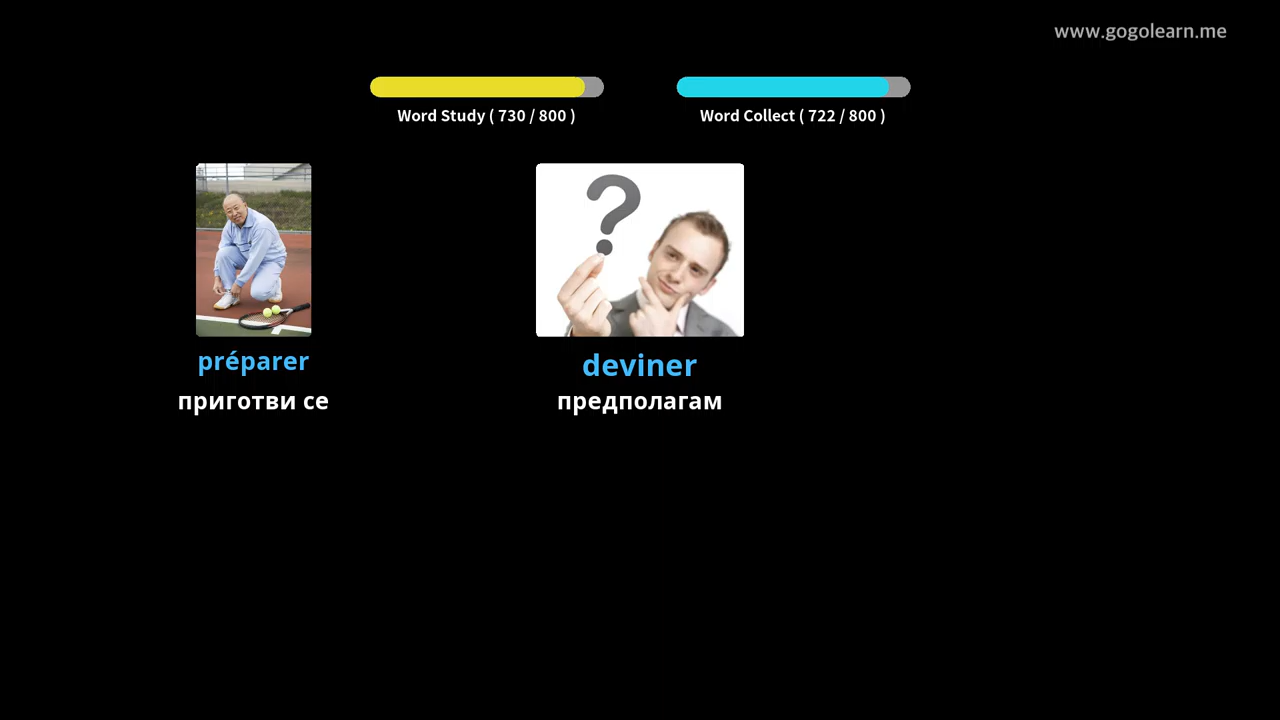 www.gogolearn.me
Word Study ( 730 / 800 )
Word Collect ( 722 / 800 )
préparer
deviner
приготви се
предполагам